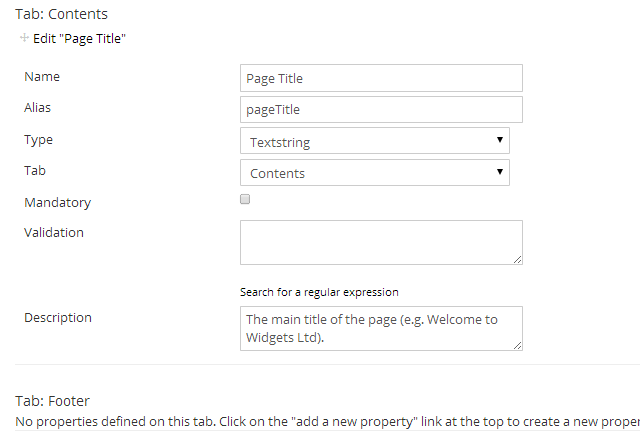 Tab: Contents
Edit "Page Title"
Name Page Title
Alias pageTitle
Type Textstring
Tab Contents
Mandatory
Validation
Search for a regular expression
Description The main title of the page (e.g. Welcome to
Widgets Ltd).
Tab: Footer
No properties defined on this tab. Click on the "add a new property" link at the top to create a new